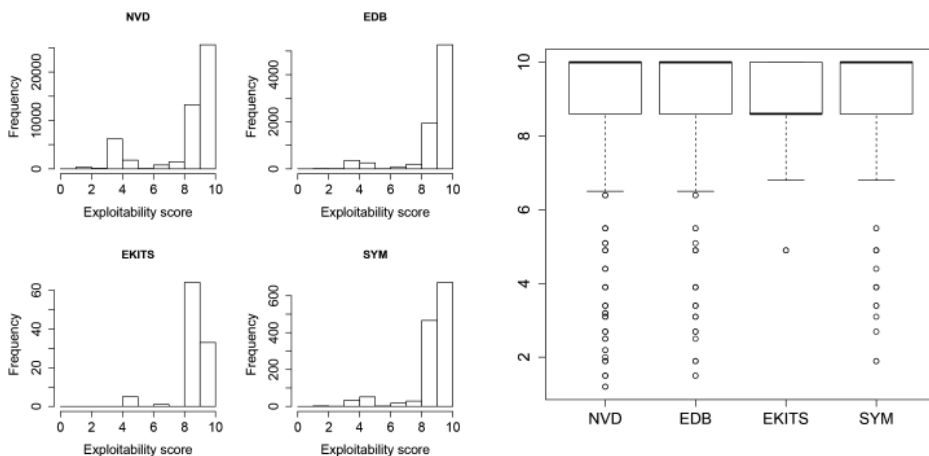 NVD
EDB
Frequency
0 10000 20000
0 2 4 6 8 10
Exploitability score
Frequency
0 2000 4000
0 2 4 6 8 10
Exploitability score
EKITS
SYM
Frequency
0 20 40 60
0 2 4 6 8 10
Exploitability score
Frequency
0 200 400 600
0 2 4 6 8 10
Exploitability score
10
8
6
4
2
NVD EDB EKITS SYM